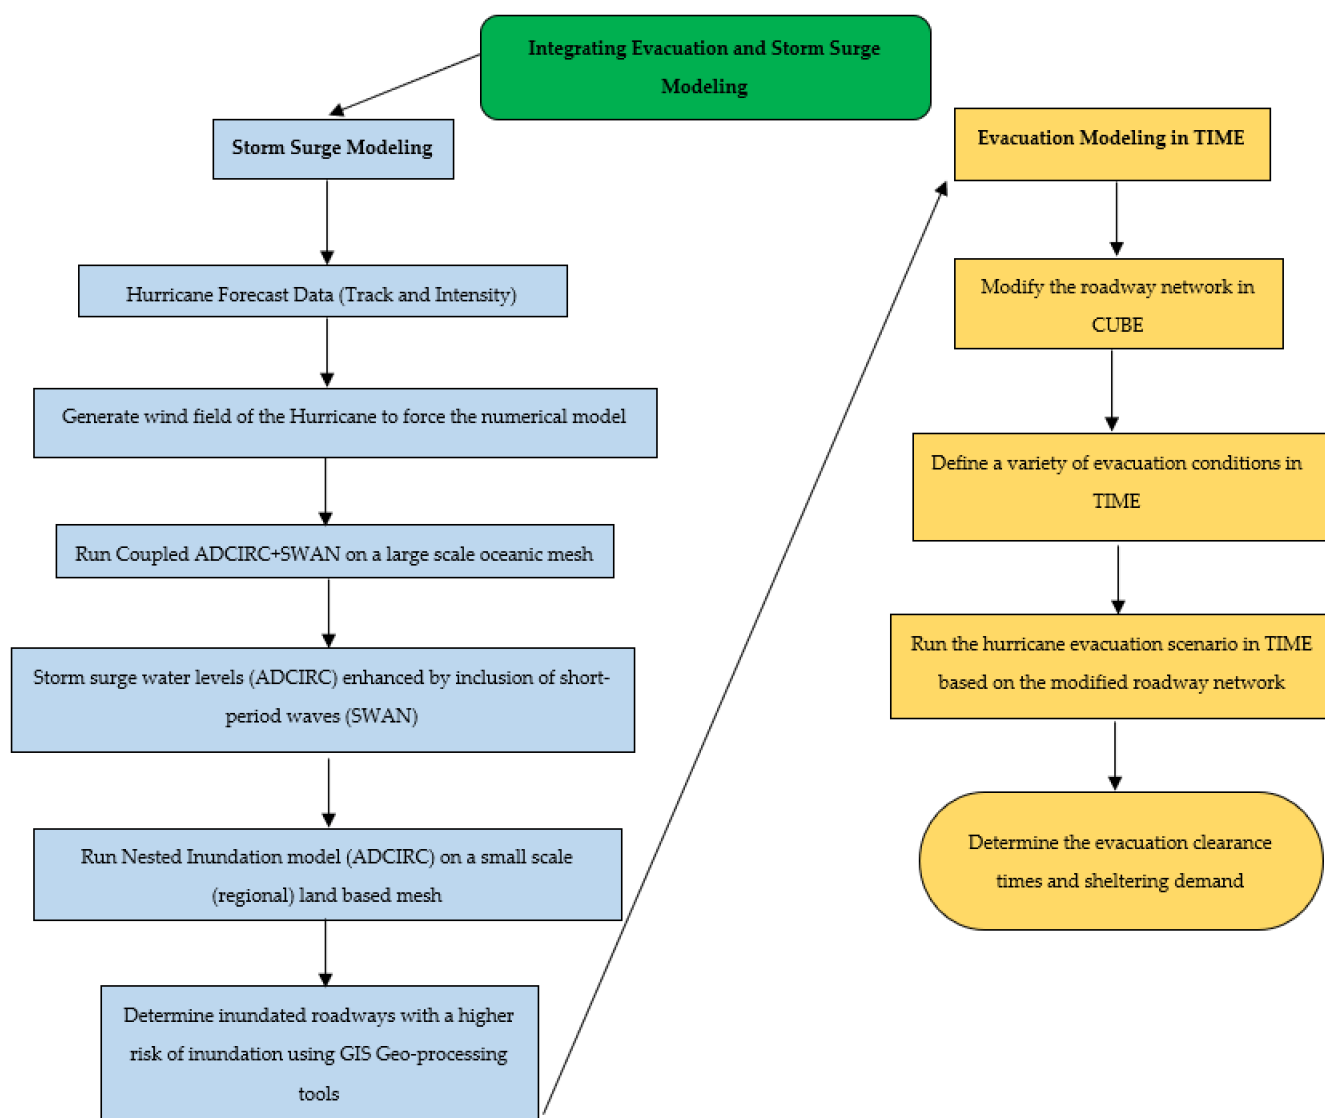 Integrating Evacuation and Storm Surge
Modeling
Storm Surge Modeling
Hurricane Forecast Data (Track and Intensity)
Generate wind field of the Hurricane to force the numerical model
Run Coupled ADCIRC+SWAN on a large scale oceanic mesh
Storm surge water levels (ADCIRC) enhanced by inclusion of short-
period waves (SWAN)
Run Nested Inundation model (ADCIRC) on a small scale
(regional) land based mesh
Determine inundated roadways with a higher
risk of inundation using GIS Geo-processing
tools
Evacuation Modeling in TIME
Modify the roadway network in
CUBE
Define a variety of evacuation conditions in
TIME
Run the hurricane evacuation scenario in TIME
based on the modified roadway network
Determine the evacuation clearance
times and sheltering demand